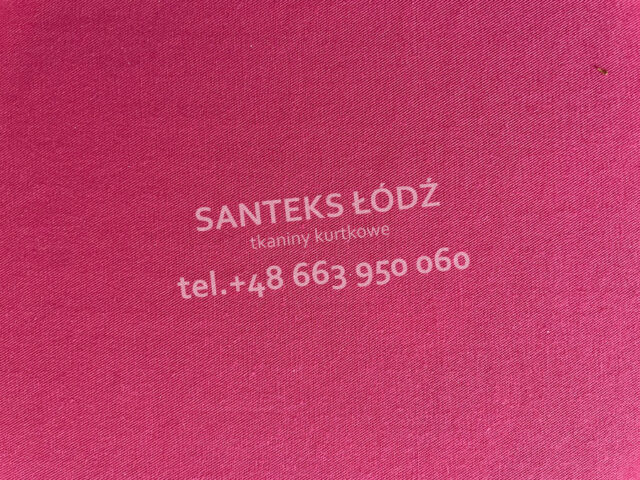 SANTEKS ŁÓDŹ
tkaniny kurtkowe
tel.+48 663 950 060